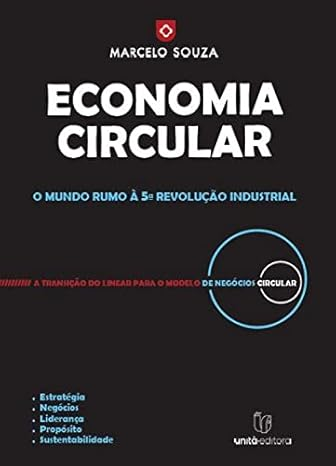 MARCELO SOUZA
ECONOMIA
CIRCULAR
O MUNDO RUMO À 5ª REVOLUÇÃO INDUSTRIAL
A TRANSIÇÃO DO LINEAR PARA O MODELO DE NEGÓCIOS CIRCULAR
. Estratégia
. Negócios
. Liderança
. Propósito
. Sustentabilidade
unità-editora